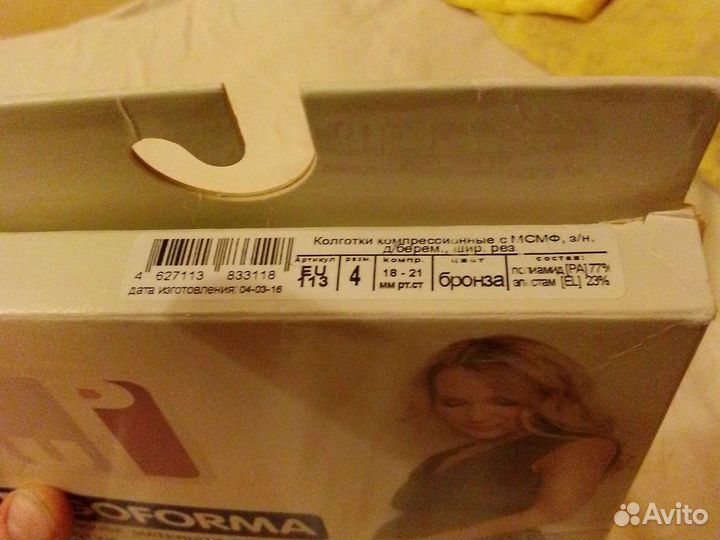 Колготки компрессионные с МСМФ, з/н,
д/берем., шир. рез
4 627113 833118
дата изготовления: 04-03-16
Артикул разм. компр. цвет состав:
EU 4 18 - 21 бронза полиамид [PA] 77%
113 мм рт.ст эластам [EL] 23%
OFORMA
Avito